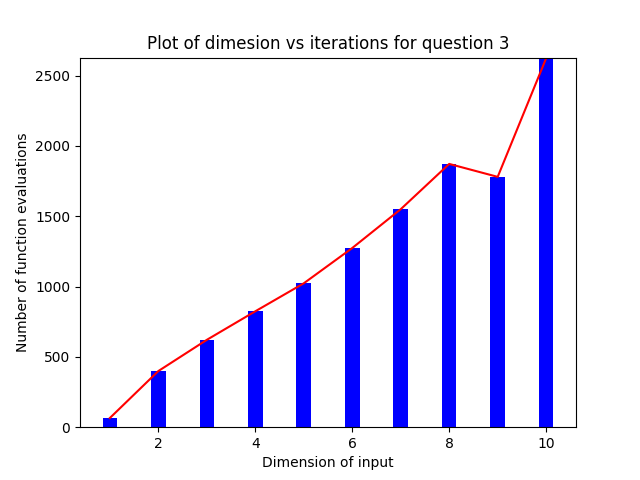 Plot of dimesion vs iterations for question 3
2500
2000
1500
1000
500
0
Number of function evaluations
2 4 6 8 10
Dimension of input